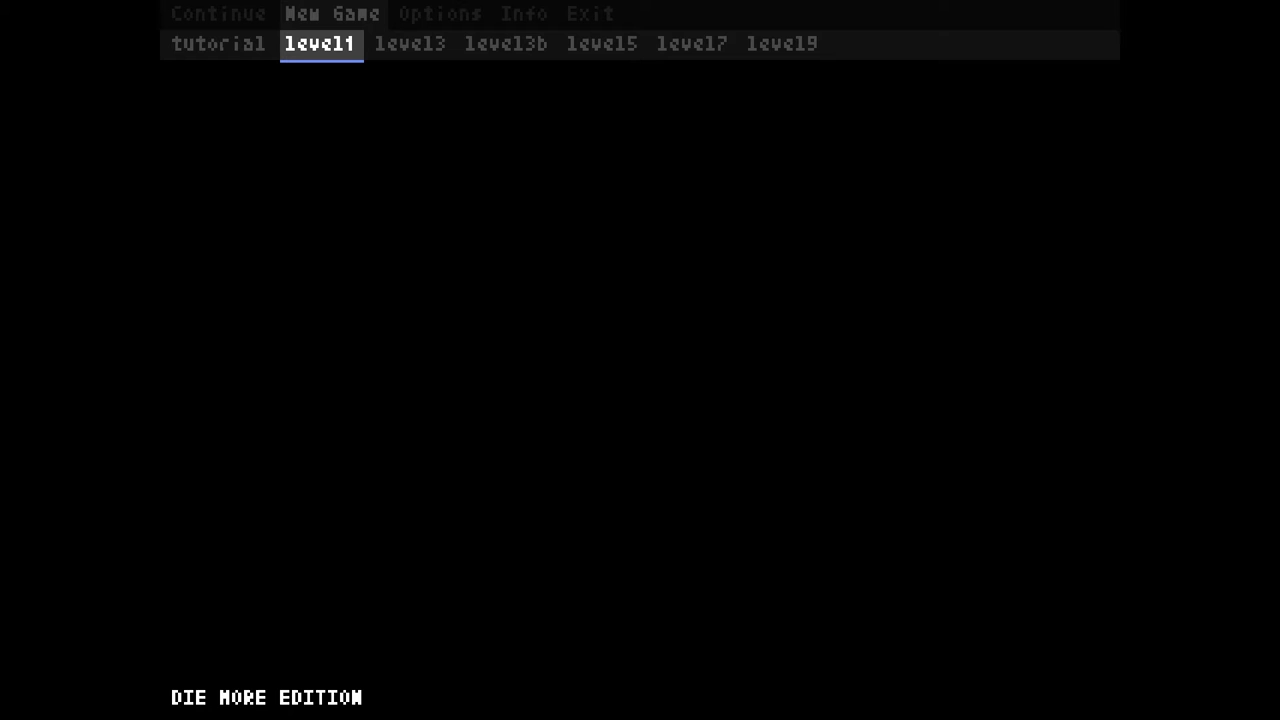 Continue New Game Options Info Exit
tutorial level1 level3 level3b level5 level7 level9
DIE MORE EDITION